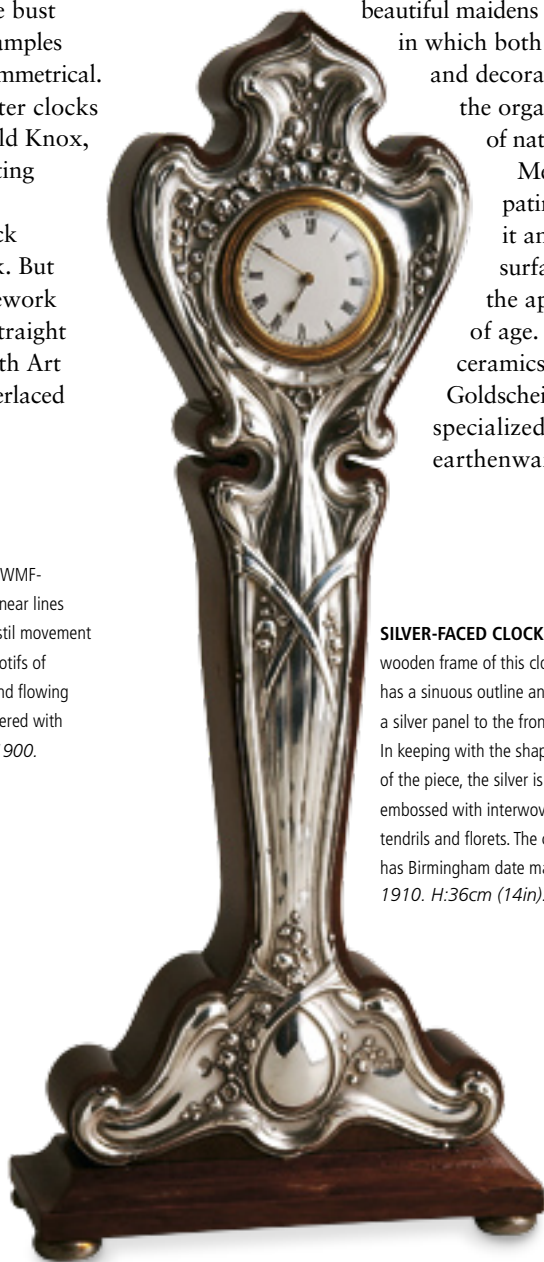 e bust
amples
mmetrical.
ter clocks
ld Knox,
ting
ck
k. But
ework
traight
th Art
erlaced
WMF-
near lines
stil movement
otifs of
nd flowing
ered with
1900.
beautiful maidens
in which both
and decora
the orga
of nat
Mo
patin
it an
surfa
the ap
of age.
ceramics
Goldschei
specialized
earthenwa
SILVER-FACED CLOCK
wooden frame of this clo
has a sinuous outline an
a silver panel to the fron
In keeping with the shap
of the piece, the silver is
embossed with interwov
tendrils and florets. The c
has Birmingham date ma
1910. H:36cm (14in).